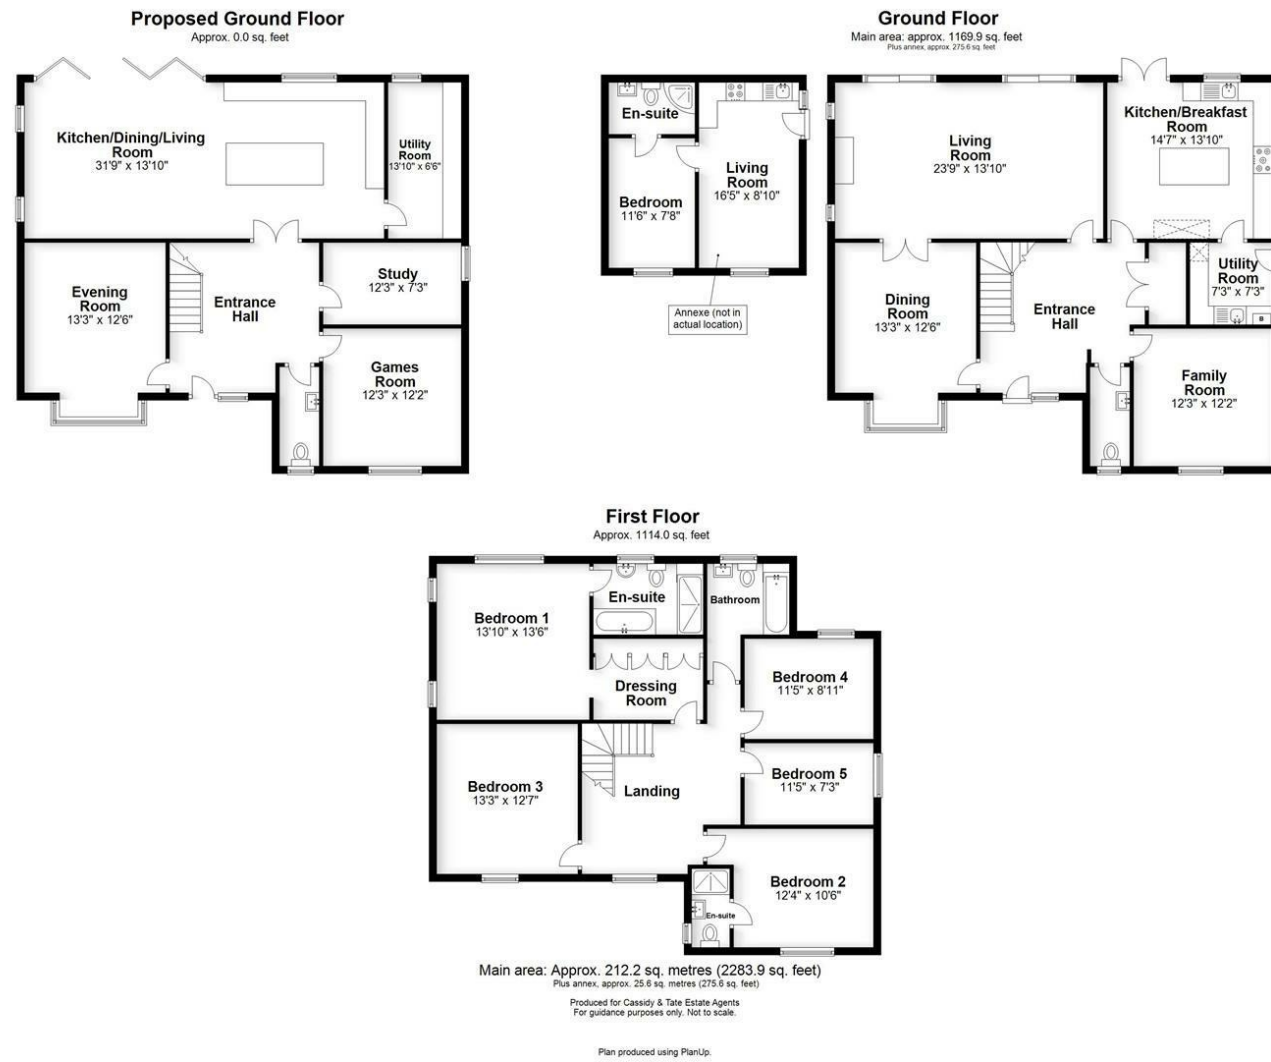 Proposed Ground Floor
Approx. 0.0 sq. feet
Kitchen/Dining/Living
Room
31'9" x 13'10"
Utility
Room
13'10" x 6'6"
Evening
Room
13'3" x 12'6"
Entrance
Hall
Study
12'3" x 7'3"
Games
Room
12'3" x 12'2"
En-suite
Bedroom
11'6" x 7'8"
Living
Room
16'5" x 8'10"
Annexe (not in
actual location)
Ground Floor
Main area: approx. 1169.9 sq. feet
Plus annex, approx. 275.6 sq. feet
Living
Room
23'9" x 13'10"
Kitchen/Breakfast
Room
14'7" x 13'10"
Dining
Room
13'3" x 12'6"
Entrance
Hall
Utility
Room
7'3" x 7'3"
B
Family
Room
12'3" x 12'2"
First Floor
Approx. 1114.0 sq. feet
Bedroom 1
13'10" x 13'6"
En-suite
Bathroom
Dressing
Room
Bedroom 4
11'5" x 8'11"
Bedroom 3
13'3" x 12'7"
Landing
Bedroom 5
11'5" x 7'3"
Bedroom 2
12'4" x 10'6"
En-suite
Main area: Approx. 212.2 sq. metres (2283.9 sq. feet)
Plus annex, approx. 25.6 sq. metres (275.6 sq. feet)
Produced for Cassidy & Tate Estate Agents
For guidance purposes only. Not to scale.
Plan produced using PlanUp.